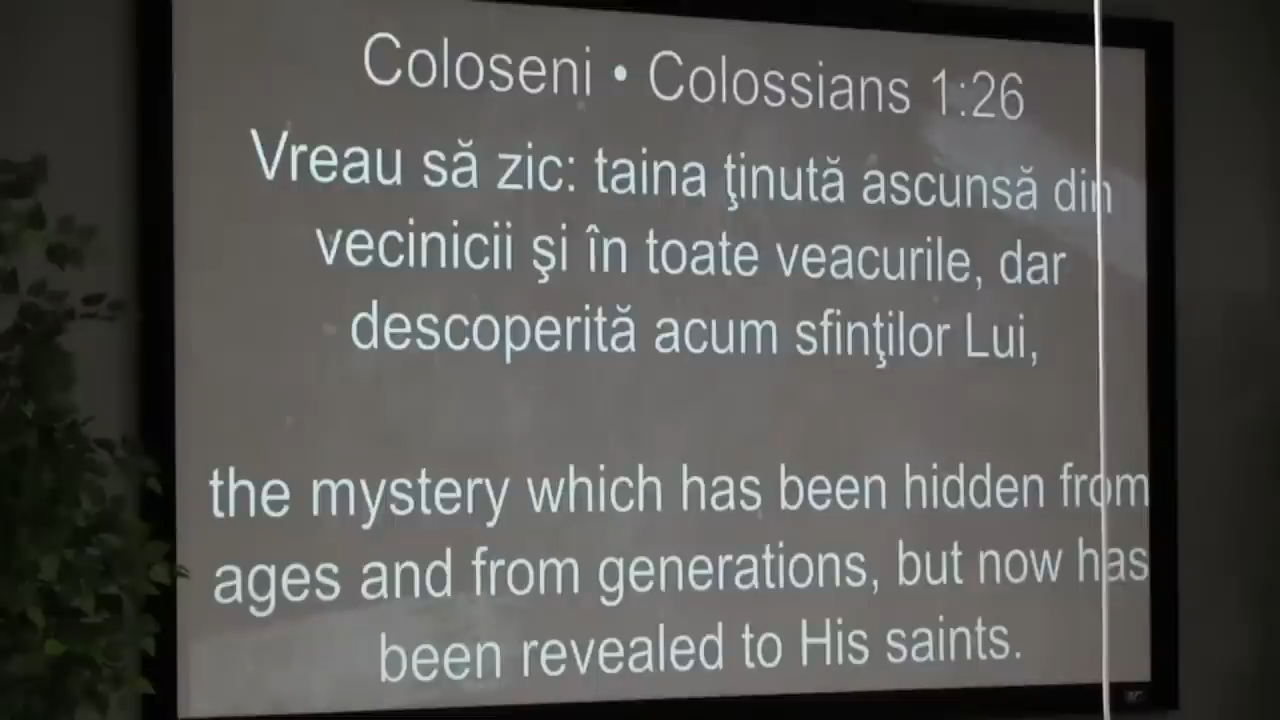 Coloseni • Colossians 1:26
Vreau să zic: taina ţinută ascunsă din
vecinicii şi în toate veacurile, dar
descoperită acum sfinţilor Lui,
the mystery which has been hidden from
ages and from generations, but now has
been revealed to His saints.